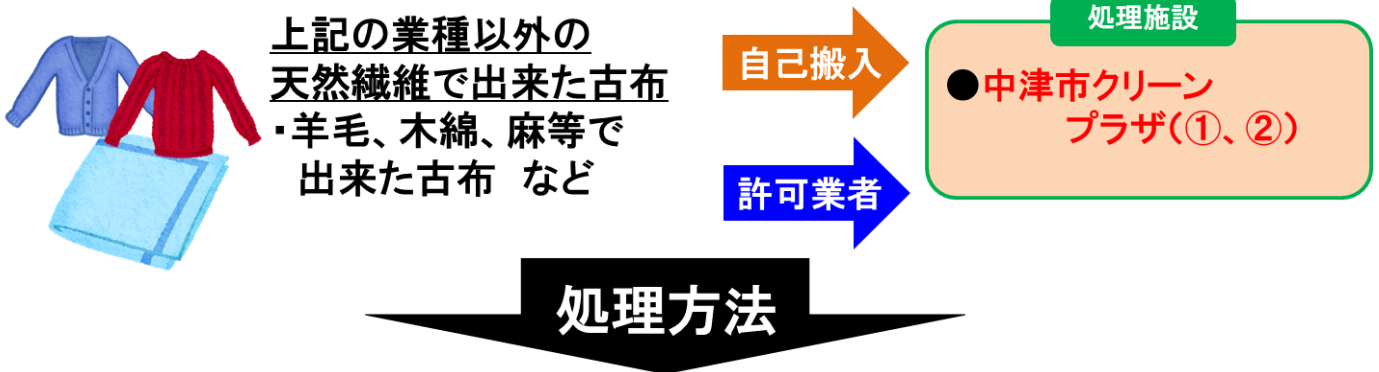 上記の業種以外の
天然繊維で出来た古布
・羊毛、木綿、麻等で
出来た古布　など
自己搬入
許可業者
処理施設
●中津市クリーン
プラザ(①、②)
処理方法